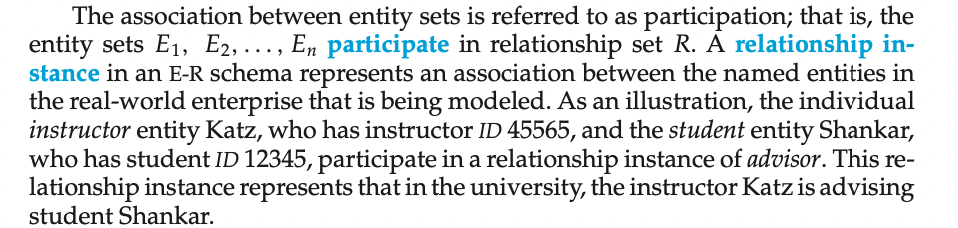 The association between entity sets is referred to as participation; that is, the
entity sets E₁, E₂, . . . , Eₙ participate in relationship set R. A relationship in-
stance in an E-R schema represents an association between the named entities in
the real-world enterprise that is being modeled. As an illustration, the individual
instructor entity Katz, who has instructor ID 45565, and the student entity Shankar,
who has student ID 12345, participate in a relationship instance of advisor. This re-
lationship instance represents that in the university, the instructor Katz is advising
student Shankar.